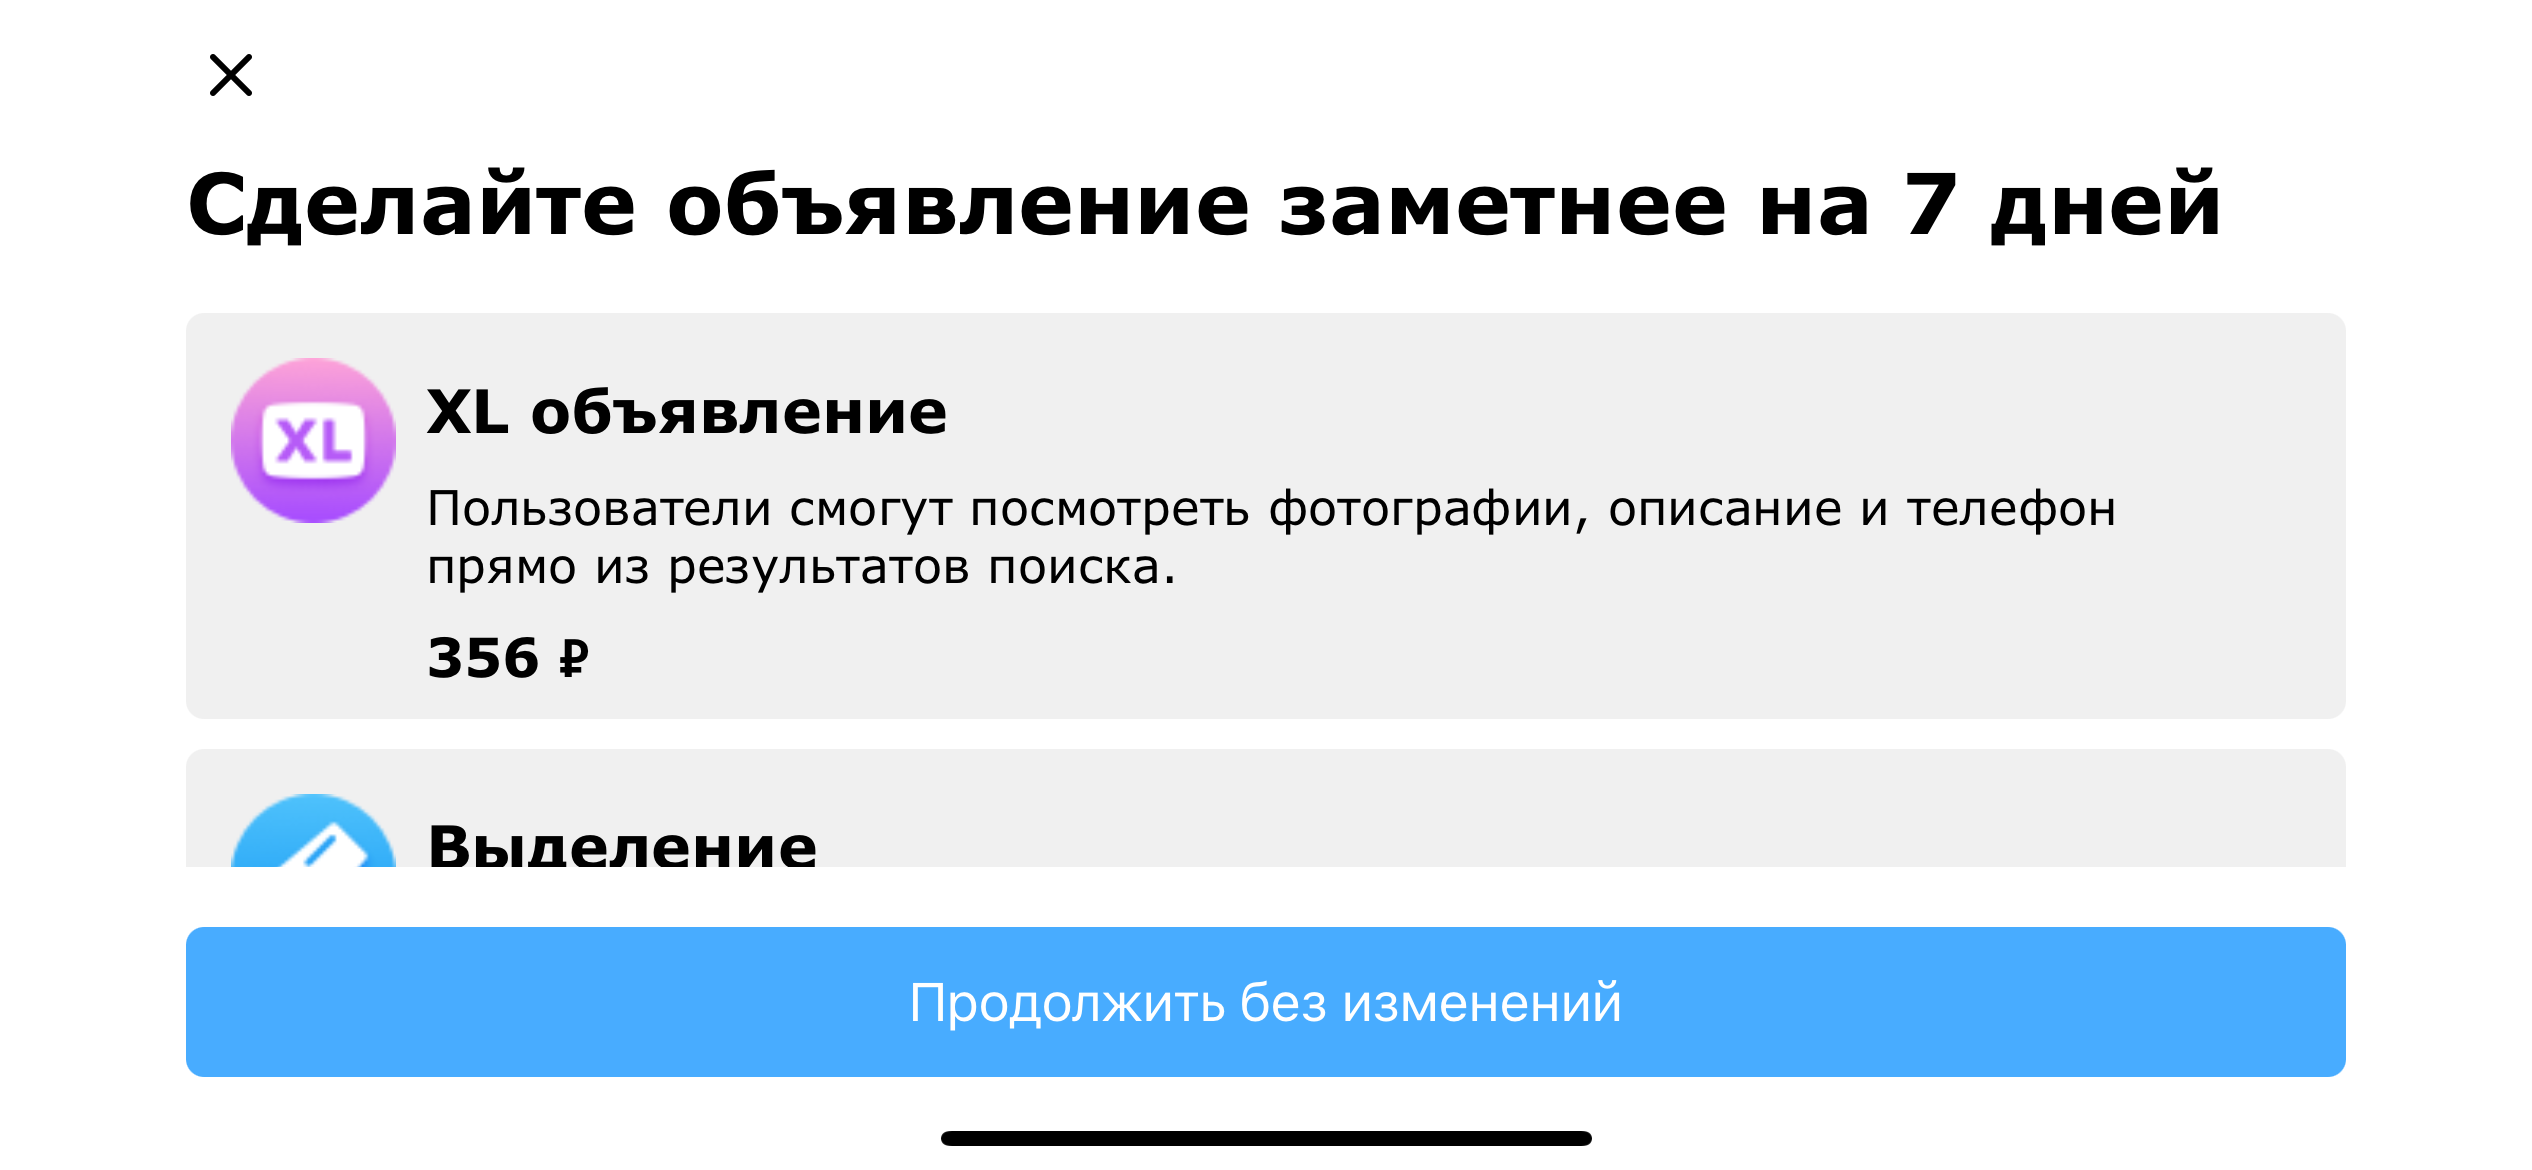 Сделайте объявление заметнее на 7 дней
XL
XL объявление
Пользователи смогут посмотреть фотографии, описание и телефон
прямо из результатов поиска.
356 ₽
Выделение
Продолжить без изменений